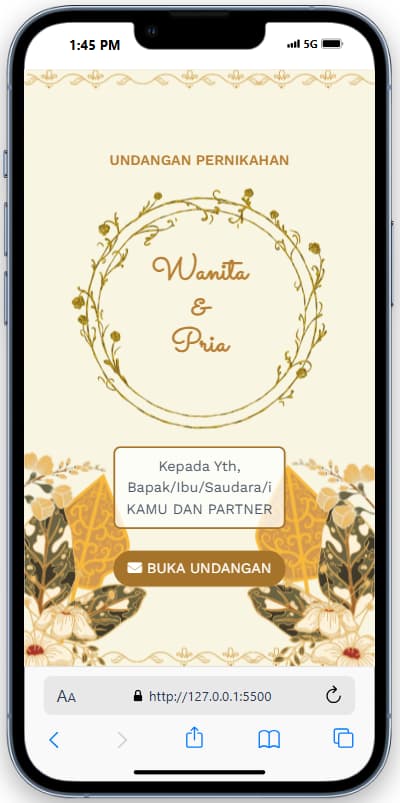 1:45 PM
5G
UNDANGAN PERNIKAHAN
Wanita
&
Pria
Kepada Yth,
Bapak/Ibu/Saudara/i
KAMU DAN PARTNER
BUKA UNDANGAN
AA
http://127.0.0.1:5500